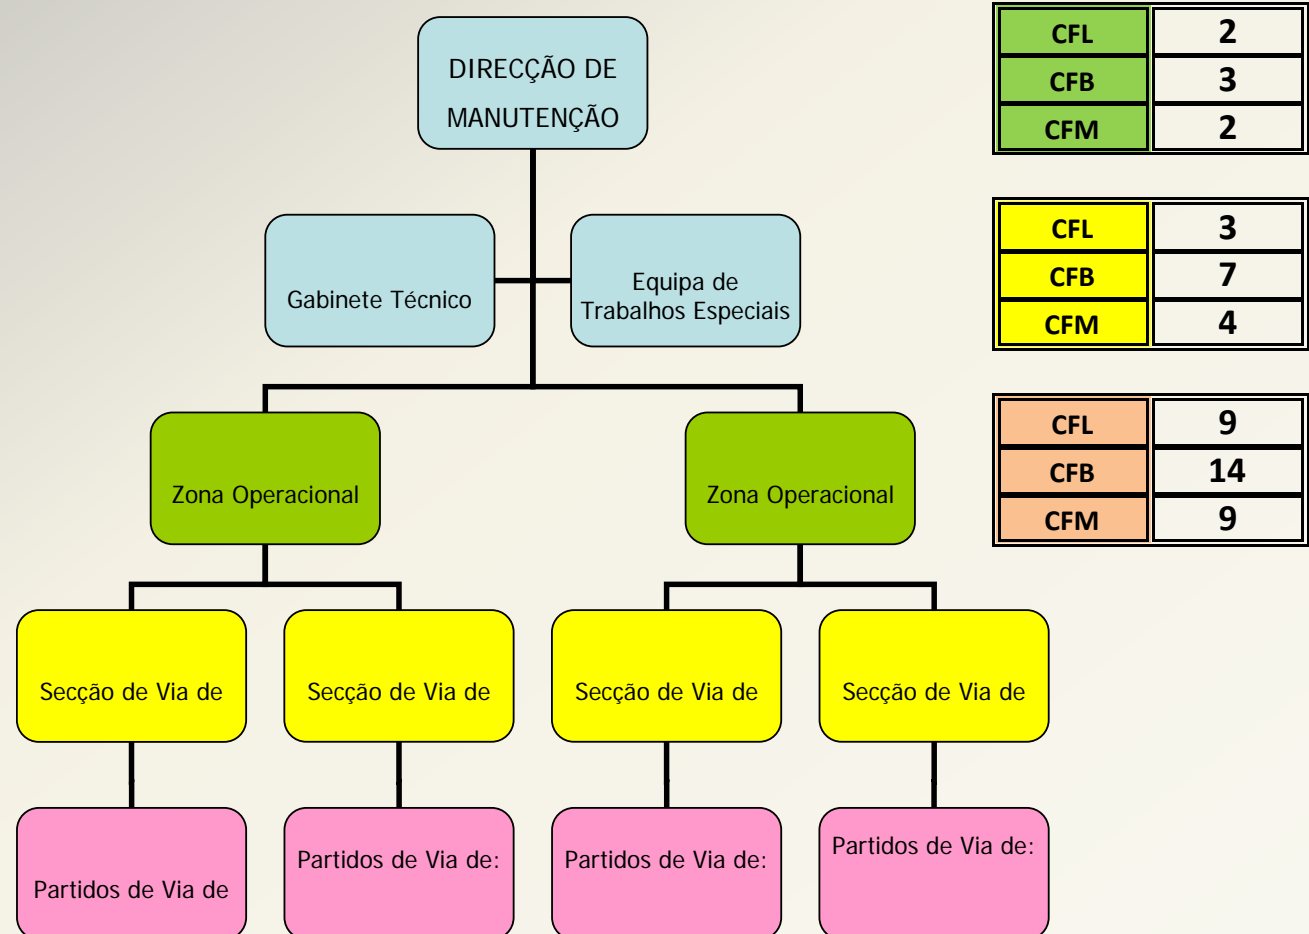 DIRECÇÃO DE
MANUTENÇÃO
Gabinete Técnico
Equipa de
Trabalhos Especiais
Zona Operacional
Zona Operacional
Secção de Via de
Secção de Via de
Secção de Via de
Secção de Via de
Partidos de Via de
Partidos de Via de:
Partidos de Via de:
Partidos de Via de:
CFL 2
CFB 3
CFM 2
CFL 3
CFB 7
CFM 4
CFL 9
CFB 14
CFM 9